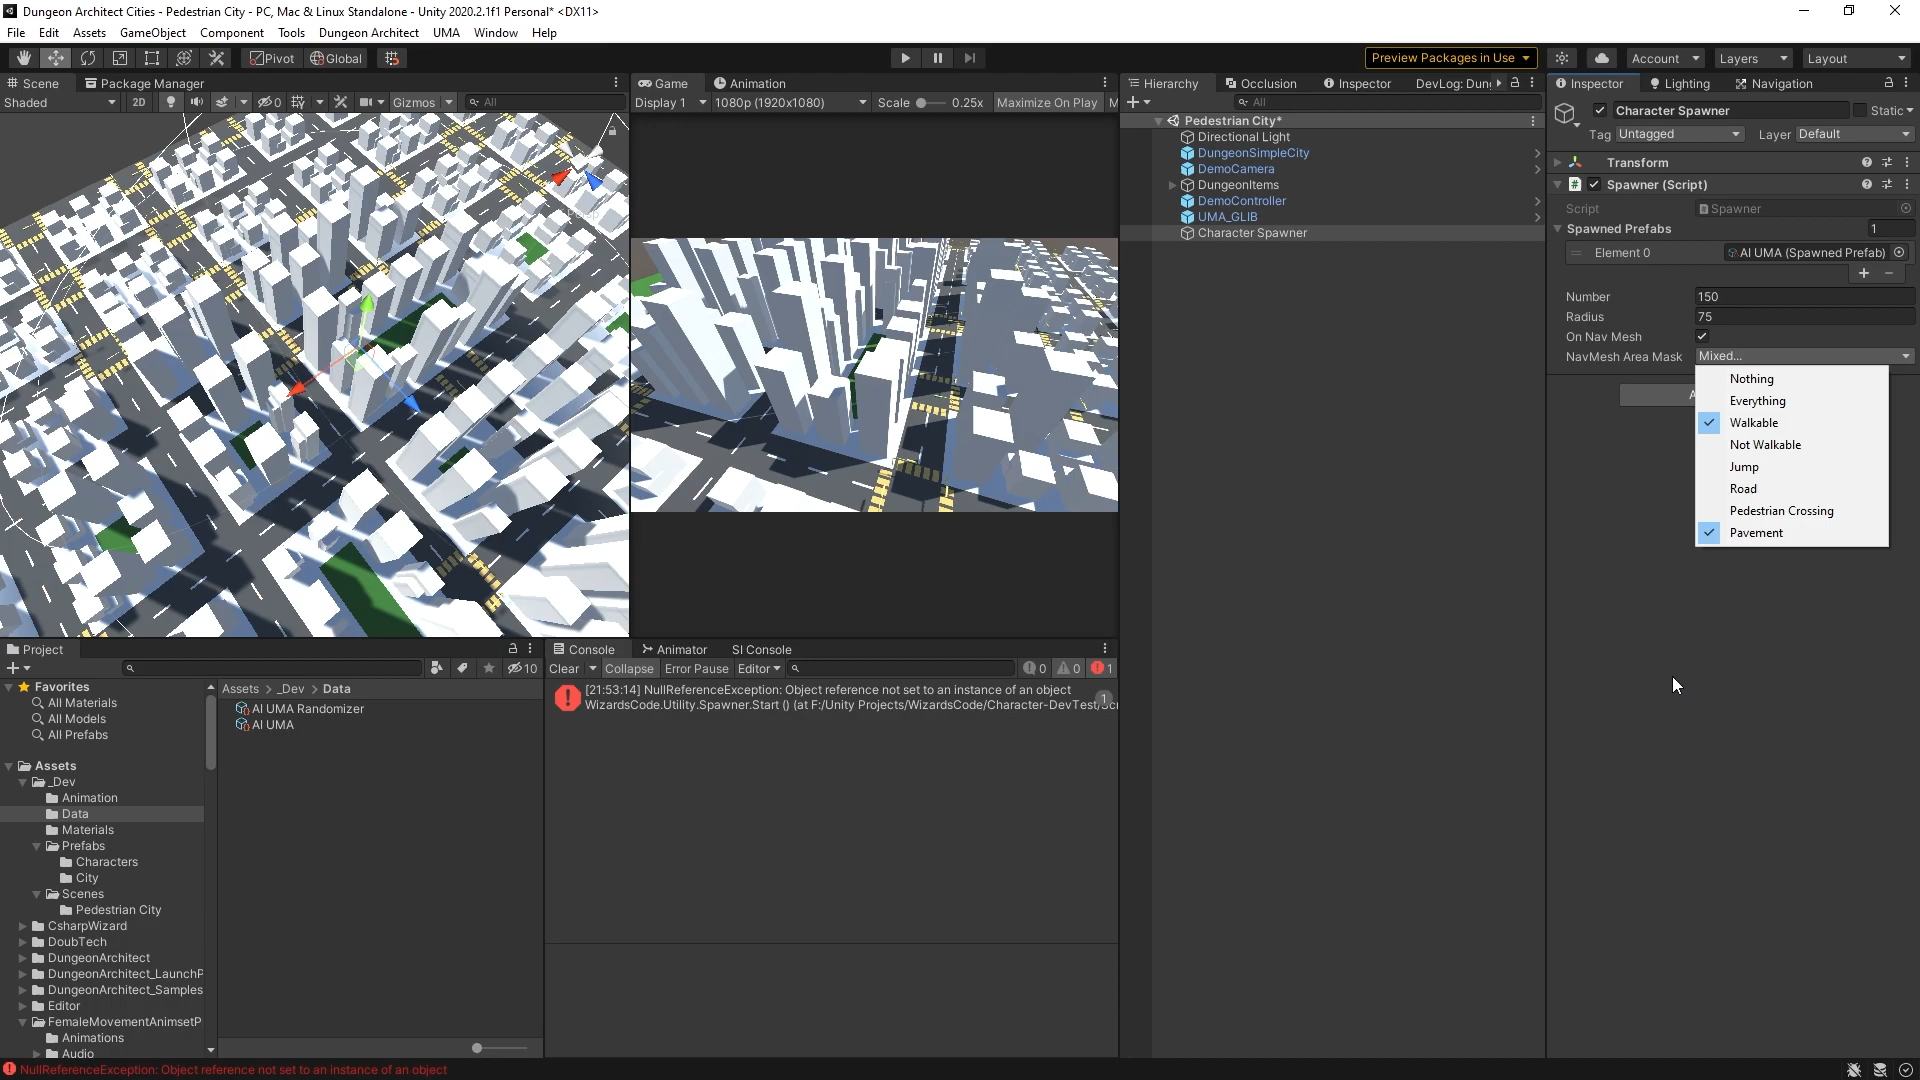 Dungeon Architect Cities - Pedestrian City - PC, Mac & Linux Standalone - Unity 2020.2.1f1 Personal* <DX11>
File Edit Assets GameObject Component Tools Dungeon Architect UMA Window Help
Pivot Global Preview Packages in Use Account Layers Layout
Scene Package Manager
Shaded 2D 0 Gizmos All
Game Animation
Display 1 1080p (1920x1080) Scale 0.25x Maximize On Play M
Hierarchy Occlusion Inspector DevLog: Dun
All
Pedestrian City*
Directional Light
DungeonSimpleCity
DemoCamera
DungeonItems
DemoController
UMA_GLIB
Character Spawner
Inspector Lighting Navigation
Character Spawner Static
Tag Untagged Layer Default
Transform
Spawner (Script)
Script Spawner
Spawned Prefabs 1
Element 0 AI UMA (Spawned Prefab)
Number 150
Radius 75
On Nav Mesh
NavMesh Area Mask Mixed...
A
Nothing
Everything
Walkable
Not Walkable
Jump
Road
Pedestrian Crossing
Pavement
Project
10
Favorites
All Materials
All Models
All Prefabs
Assets
_Dev
Animation
Data
Materials
Prefabs
Characters
City
Scenes
Pedestrian City
CsharpWizard
DoubTech
DungeonArchitect
DungeonArchitect_LaunchP
DungeonArchitect_Samples
Editor
FemaleMovementAnimsetP
Animations
Audio
Assets > _Dev > Data
AI UMA Randomizer
AI UMA
Console Animator SI Console
Clear Collapse Error Pause Editor 0 0 1
[21:53:14] NullReferenceException: Object reference not set to an instance of an object
WizardsCode.Utility.Spawner.Start () (at F:/Unity Projects/WizardsCode/Character-DevTest/Scr
1
NullReferenceException: Object reference not set to an instance of an object